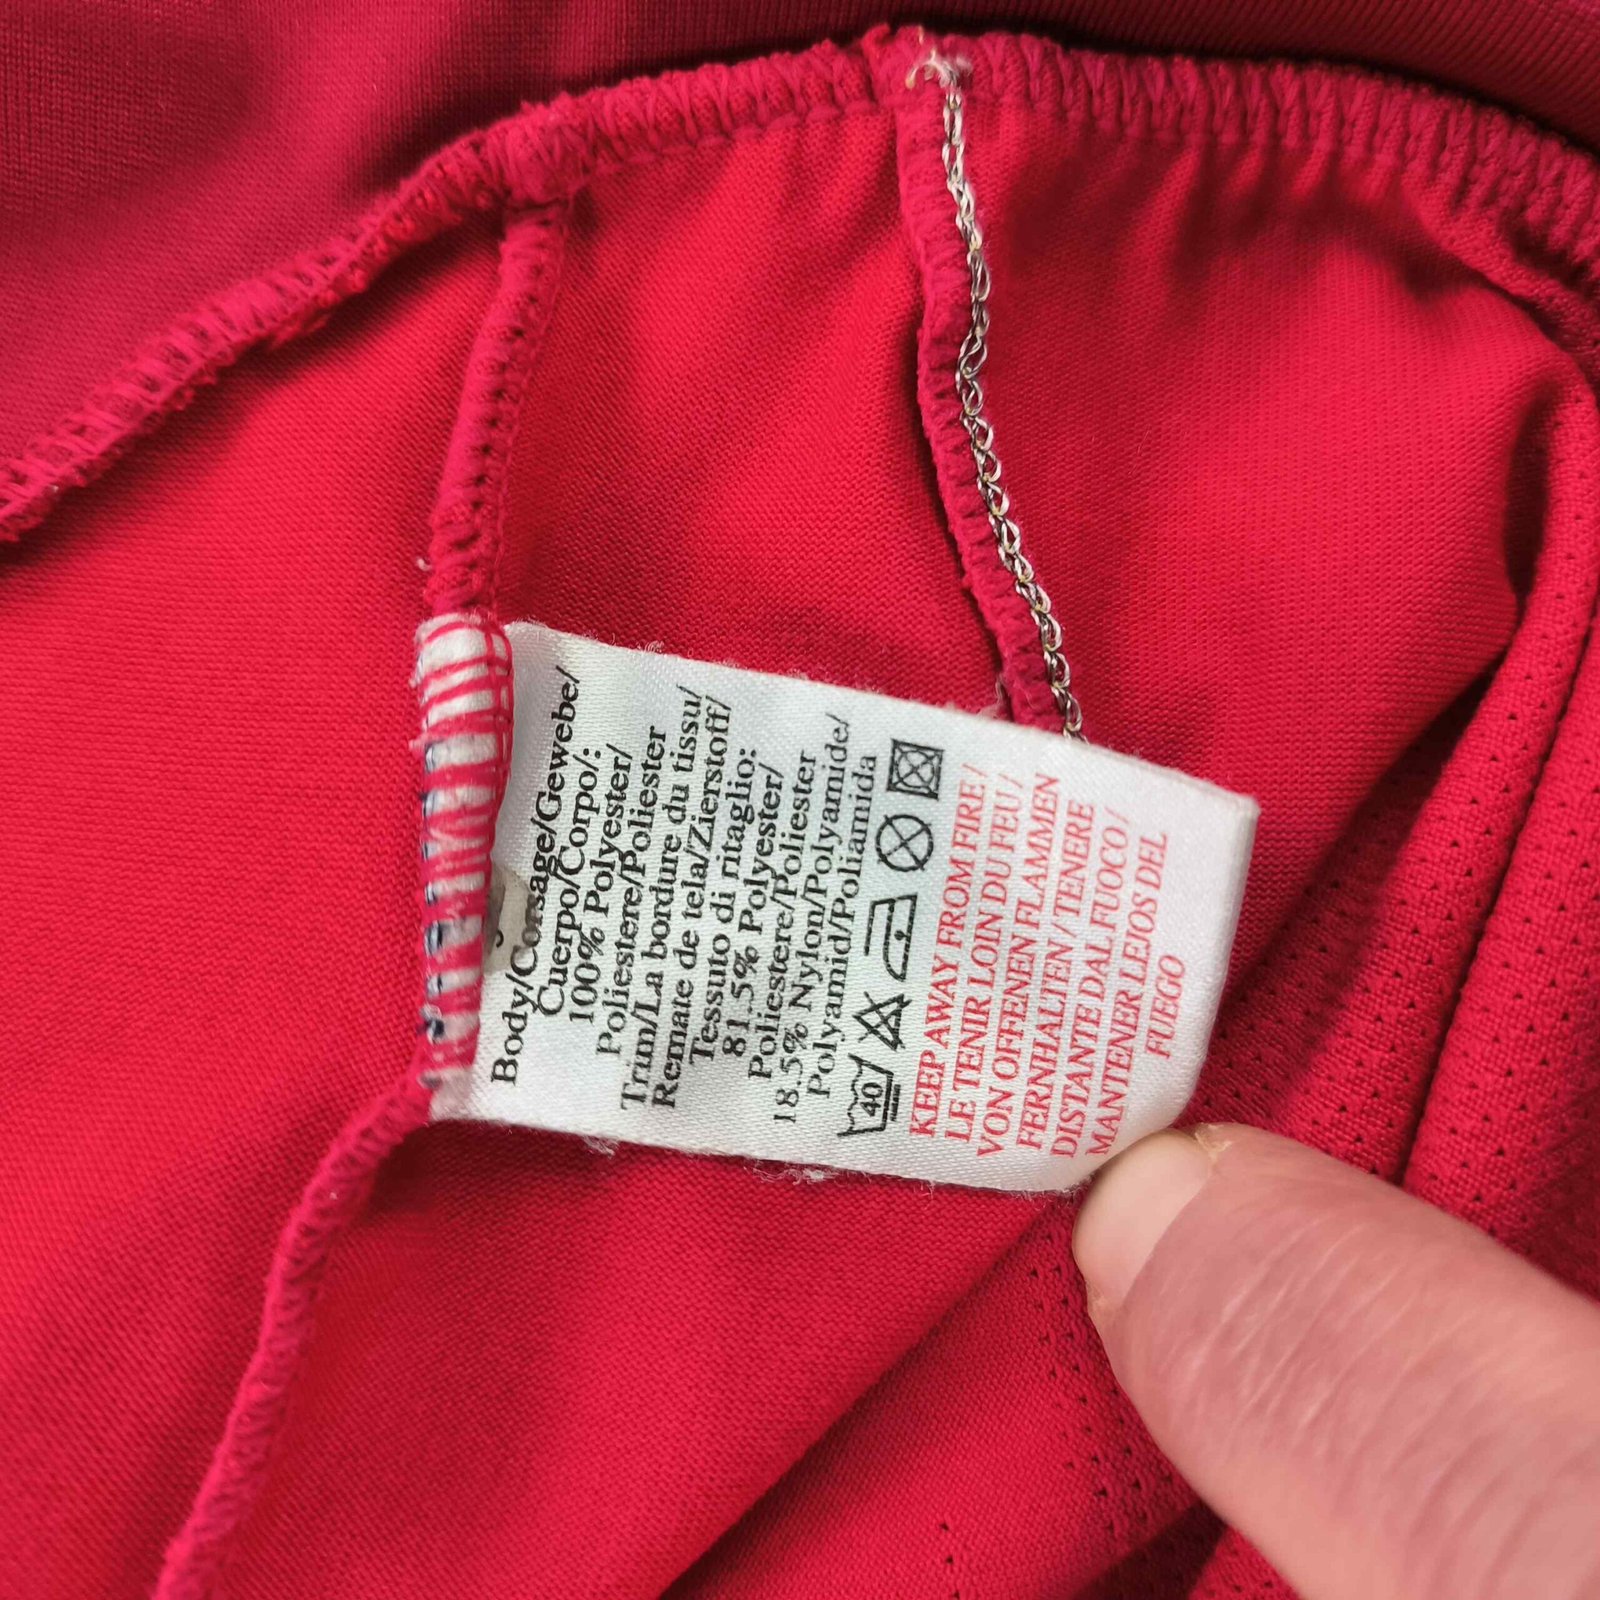 Body/Corsage/Gewebe/
Cuerpo/Corpo/:
100% Polyester/
Poliestere/Poliester
Trim/La bordure du tissu/
Remate de tela/Zierstoff/
Tessuto di ritaglio:
81.5% Polyester/
Poliestere/Poliester
18.5% Nylon/Polyamide/
Polyamid/Poliamida
40
KEEP AWAY FROM FIRE /
LE TENIR LOIN DU FEU /
VON OFFENEN FLAMMEN
FERNHALTEN / TENERE
DISTANTE DAL FUOCO /
MANTENER LEJOS DEL
FUEGO